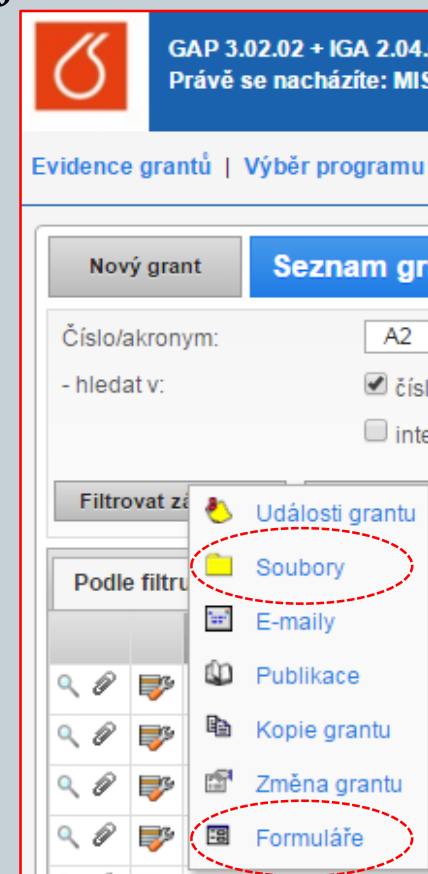 GAP 3.02.02 + IGA 2.04.
Právě se nacházíte: MIS
Evidence grantů | Výběr programu
Nový grant Seznam gr
Číslo/akronym: A2
- hledat v: čísl
inte
Filtrovat zá
Události grantu
Soubory
Podle filtru
E-maily
Publikace
Kopie grantu
Změna grantu
Formuláře